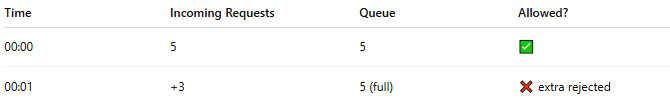 Time Incoming Requests Queue Allowed?
00:00 5 5 ✅
00:01 +3 5 (full) ❌ extra rejected